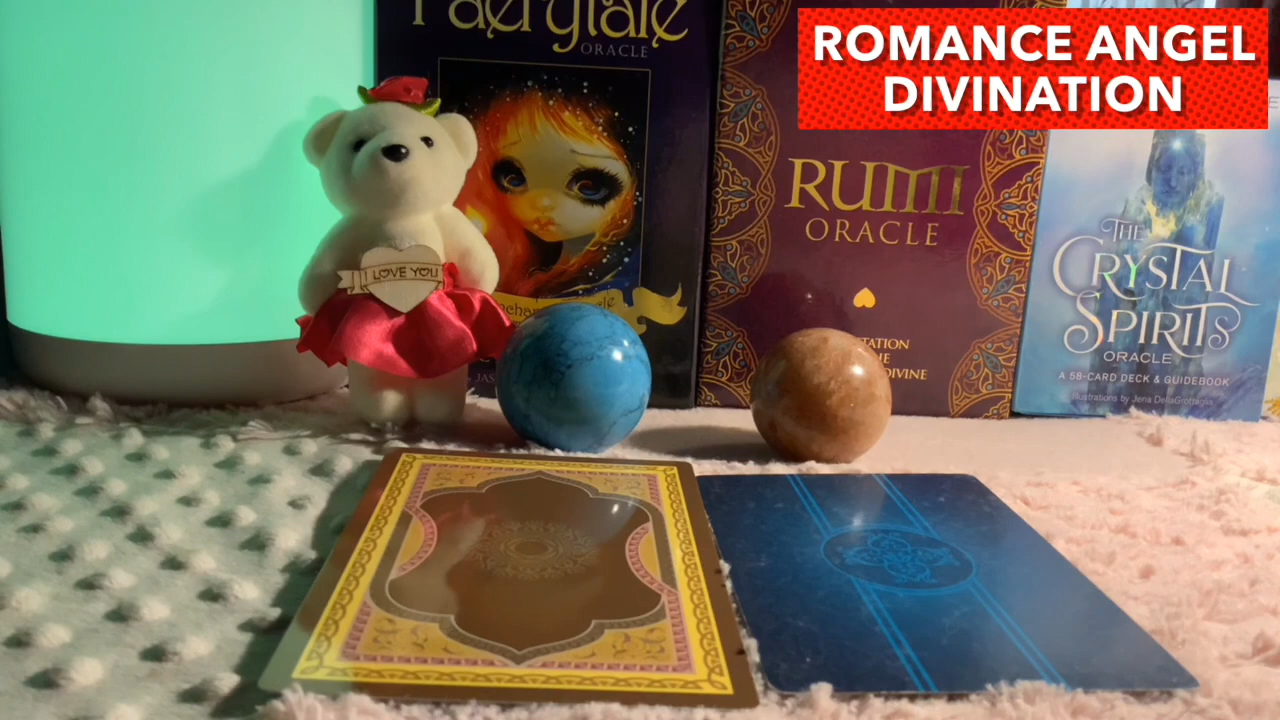 Faerytale
ORACLE
ROMANCE ANGEL
DIVINATION
I LOVE YOU
RUMI
ORACLE
THE
CRYSTAL
SPIRITS
ORACLE
A 58-CARD DECK & GUIDEBOOK
Illustrations by Jena DellaGrottaglia